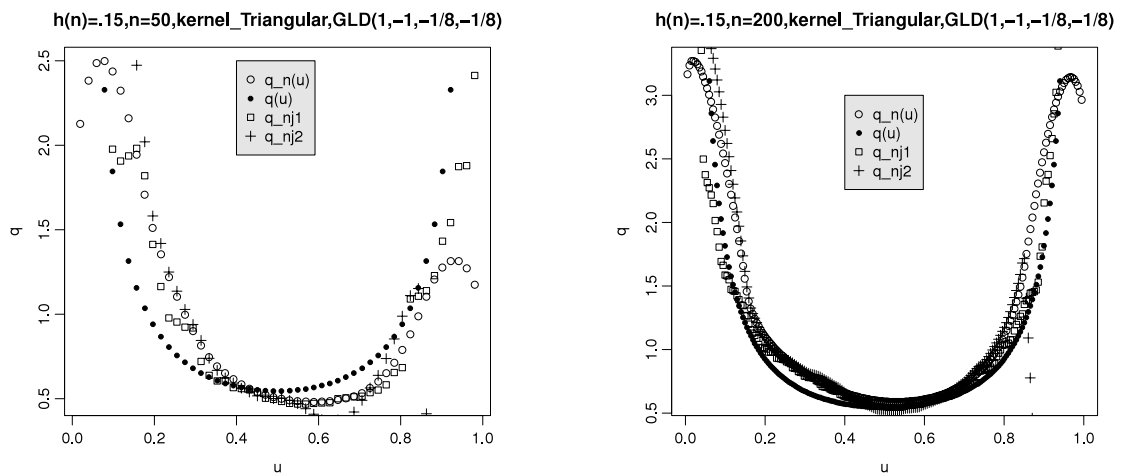 h(n)=.15,n=50,kernel_Triangular,GLD(1,−1,−1/8,−1/8)
2.5
2.0
1.5
1.0
0.5
q
q_n(u)
q(u)
q_nj1
q_nj2
0.0 0.2 0.4 0.6 0.8 1.0
u
h(n)=.15,n=200,kernel_Triangular,GLD(1,−1,−1/8,−1/8)
3.0
2.5
2.0
1.5
1.0
0.5
q
q_n(u)
q(u)
q_nj1
q_nj2
0.0 0.2 0.4 0.6 0.8 1.0
u